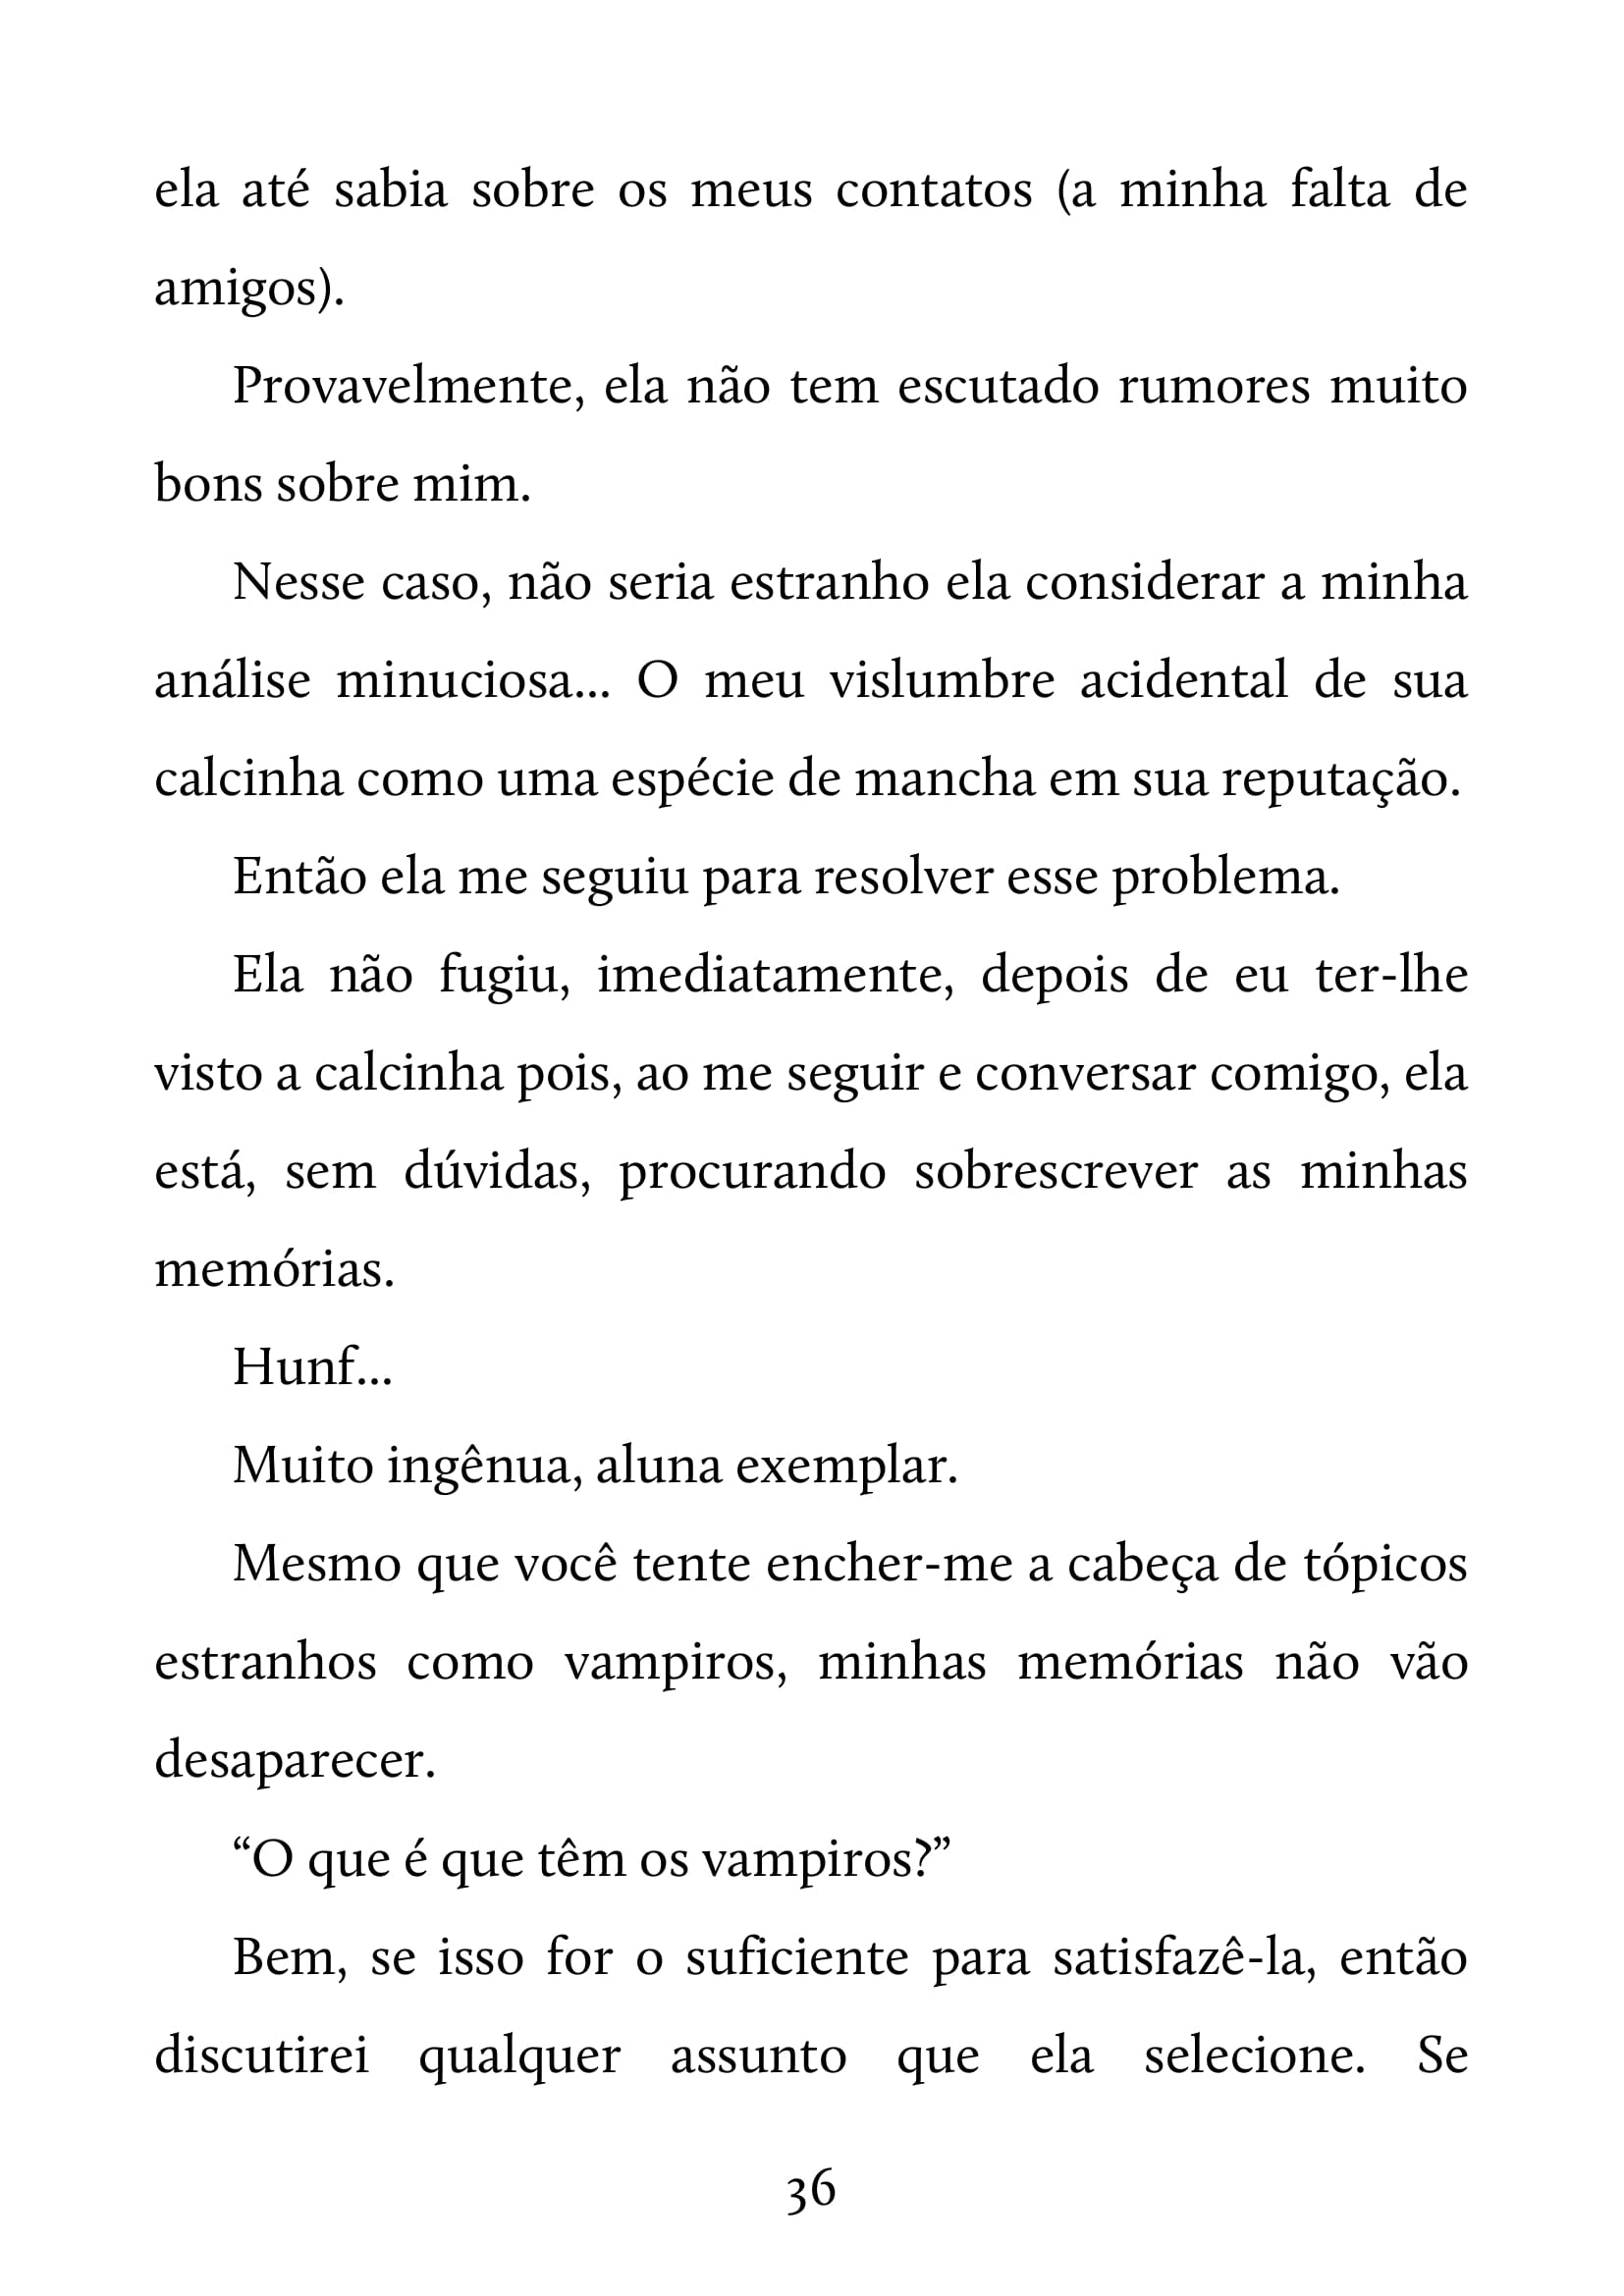 ela até sabia sobre os meus contatos (a minha falta de
amigos).
Provavelmente, ela não tem escutado rumores muito
bons sobre mim.
Nesse caso, não seria estranho ela considerar a minha
análise minuciosa... O meu vislumbre acidental de sua
calcinha como uma espécie de mancha em sua reputação.
Então ela me seguiu para resolver esse problema.
Ela não fugiu, imediatamente, depois de eu ter-lhe
visto a calcinha pois, ao me seguir e conversar comigo, ela
está, sem dúvidas, procurando sobrescrever as minhas
memórias.
Hunf...
Muito ingênua, aluna exemplar.
Mesmo que você tente encher-me a cabeça de tópicos
estranhos como vampiros, minhas memórias não vão
desaparecer.
“O que é que têm os vampiros?”
Bem, se isso for o suficiente para satisfazê-la, então
discutirei qualquer assunto que ela selecione. Se
36